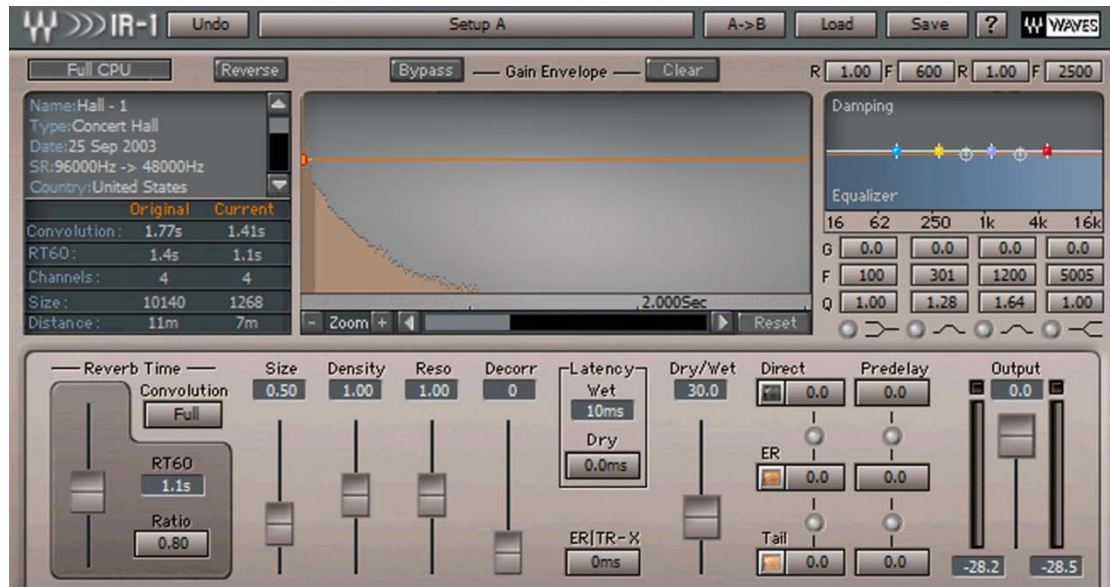 IR-1 Undo Setup A A->B Load Save ? WAVES
Full CPU Reverse Bypass Gain Envelope Clear R 1.00 F 600 R 1.00 F 2500
Name:Hall - 1
Type:Concert Hall
Date:25 Sep 2003
SR:96000Hz -> 48000Hz
Country:United States
Original Current
Convolution: 1.77s 1.41s
RT60: 1.4s 1.1s
Channels: 4 4
Size: 10140 1268
Distance: 11m 7m
2.000Sec
- Zoom + Reset
Damping
Equalizer
16 62 250 1k 4k 16k
G 0.0 0.0 0.0 0.0
F 100 301 1200 5005
Q 1.00 1.28 1.64 1.00
Reverb Time
Convolution
Full
RT60
1.1s
Ratio
0.80
Size Density Reso Decorr
0.50 1.00 1.00 0
Latency
Wet
10ms
Dry
0.0ms
ER|TR-X
0ms
Dry/Wet
30.0
Direct Predelay
0.0 0.0
ER
0.0 0.0
Tail
0.0 0.0
Output
0.0
-28.2 -28.5